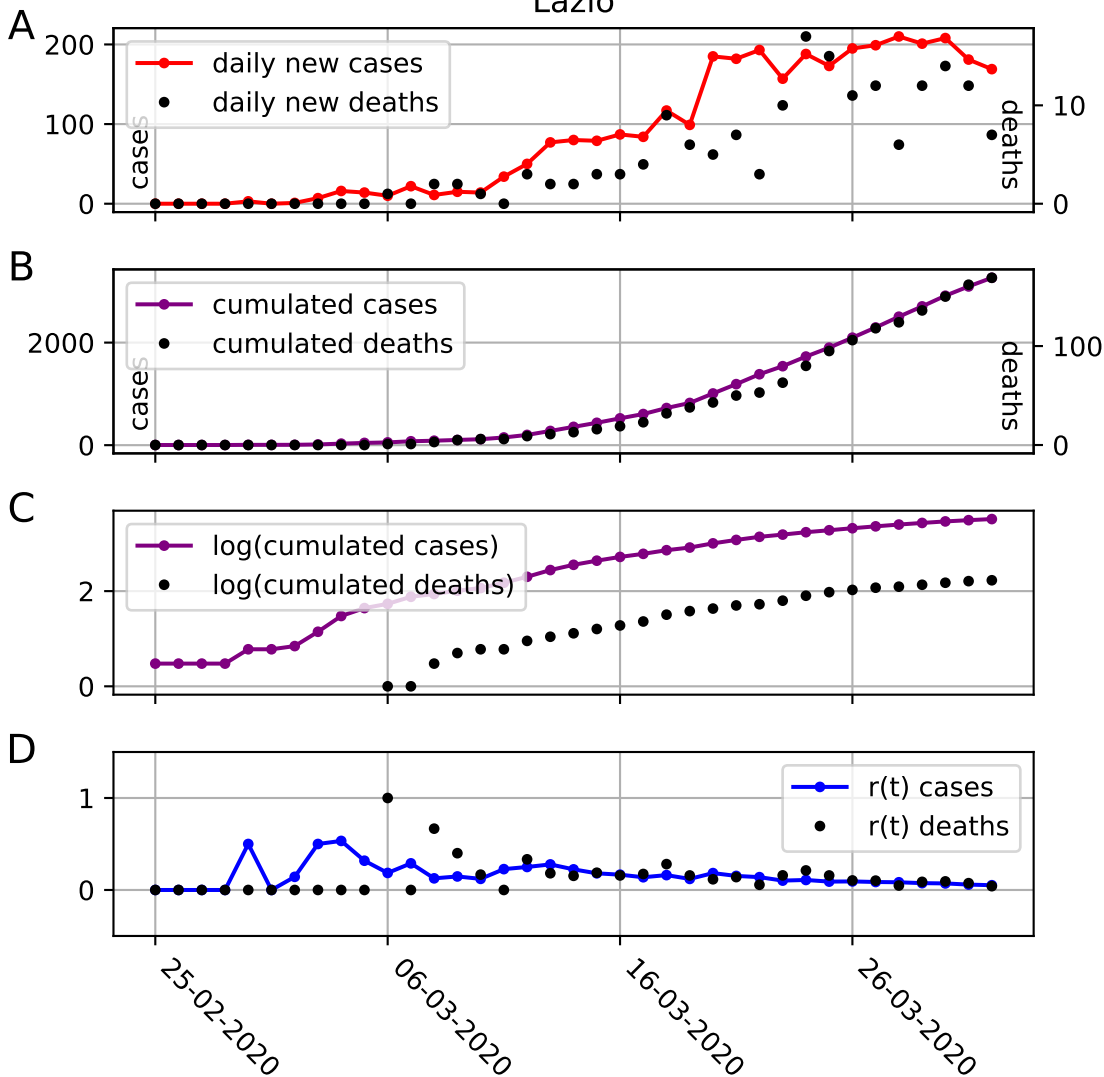 Lazio
A
200
100
0
cases
daily new cases
daily new deaths
10
0
deaths
B
2000
0
cases
cumulated cases
cumulated deaths
100
0
deaths
C
2
0
log(cumulated cases)
log(cumulated deaths)
D
1
0
r(t) cases
r(t) deaths
25-02-2020
06-03-2020
16-03-2020
26-03-2020